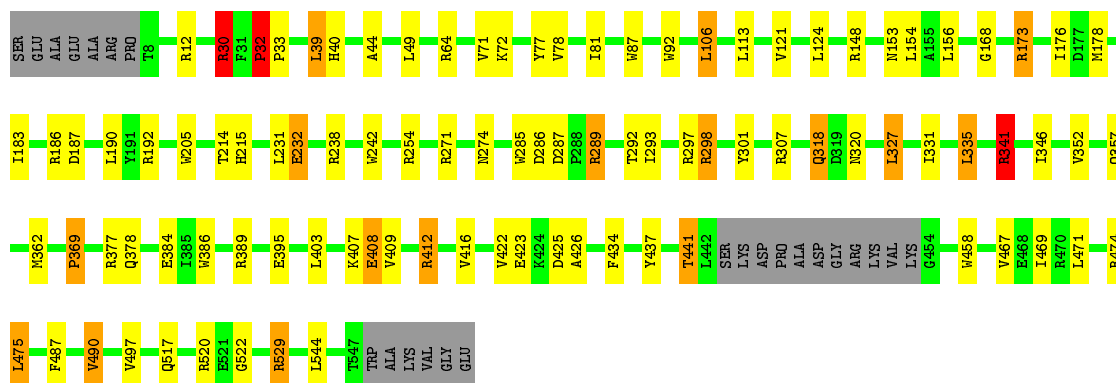 SER GLU ALA GLU ALA ARG PRO T8 R12 R30 F31 P32 P33 L39 H40 A44 L49 R64 V71 K72 Y77 V78 I81 W87 W92 L106 L113 V121 L124 R148 N153 L154 A155 L156 G168 R173 I176 D177 M178
I183 R186 D187 L190 Y191 R192 W205 T214 H215 L231 E232 R238 W242 R254 R271 N274 W285 D286 D287 P288 R289 T292 I293 R297 R298 Y301 R307 Q318 D319 N320 L327 I331 L335 R341 I346 V352
M362 P369 R377 Q378 E384 I385 W386 R389 E395 L403 K407 E408 V409 R412 V416 V422 E423 K424 D425 A426 F434 Y437 T441 L442 SER LYS ASP PRO ALA ASP GLY ARG LYS VAL LYS G454 W458 V467 E468 I469 R470 L471
L475 F487 V490 V497 Q517 R520 E521 G522 R529 L544 T547 TRP ALA LYS VAL GLY GLU